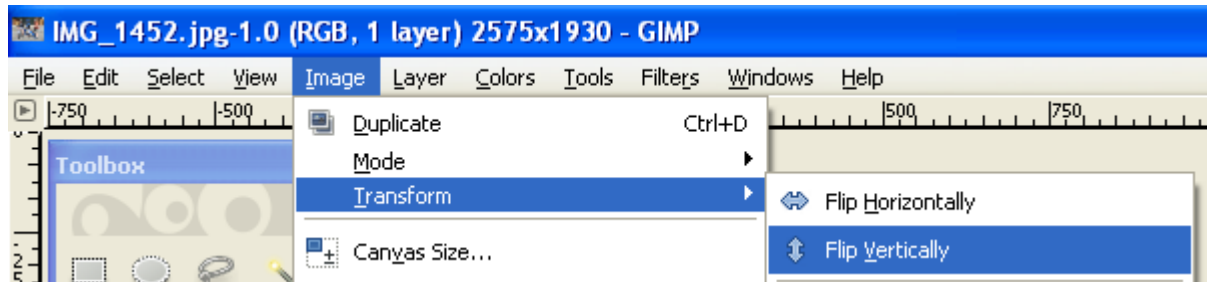 IMG_1452.jpg-1.0 (RGB, 1 layer) 2575x1930 - GIMP
File Edit Select View Image Layer Colors Tools Filters Windows Help
-750 -500 500 750
Duplicate Ctrl+D
Mode
Toolbox
Transform
Flip Horizontally
Canvas Size...
Flip Vertically